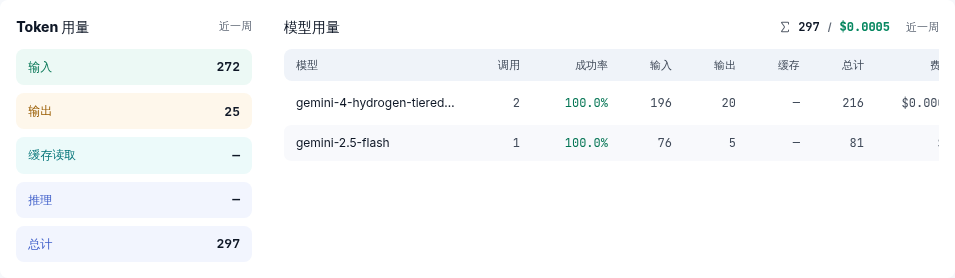 Token 用量 近一周
输入 272
输出 25
缓存读取 —
推理 —
总计 297
模型用量 Σ 297 / $0.0005 近一周
模型 调用 成功率 输入 输出 缓存 总计 费
gemini-4-hydrogen-tiered... 2 100.0% 196 20 — 216 $0.000
gemini-2.5-flash 1 100.0% 76 5 — 81